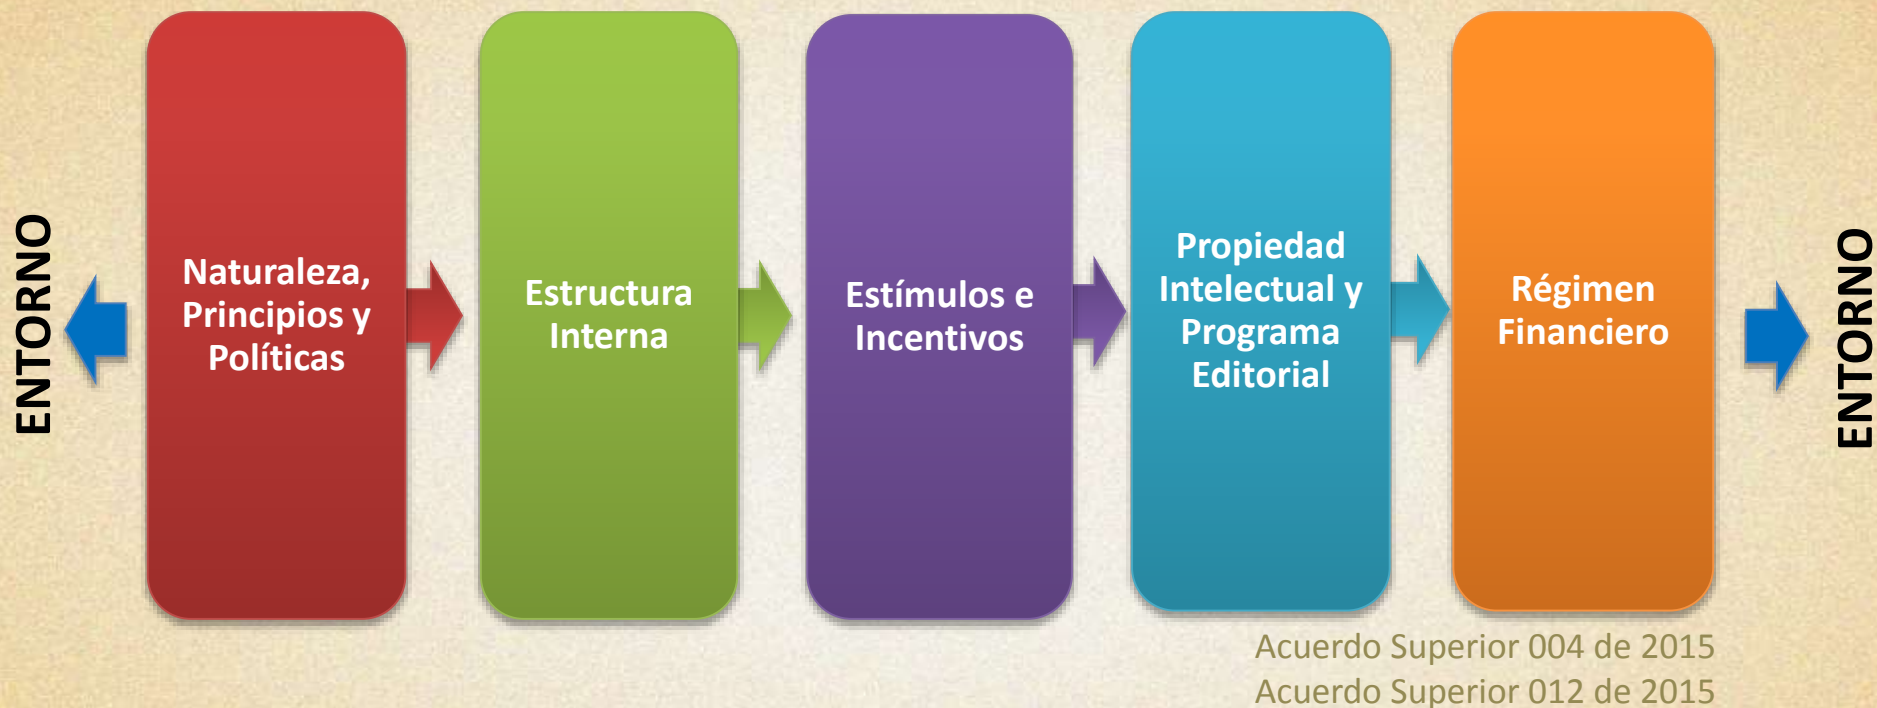 ENTORNO
Naturaleza,
Principios y
Políticas
Estructura
Interna
Estímulos e
Incentivos
Propiedad
Intelectual y
Programa
Editorial
Régimen
Financiero
ENTORNO
Acuerdo Superior 004 de 2015
Acuerdo Superior 012 de 2015